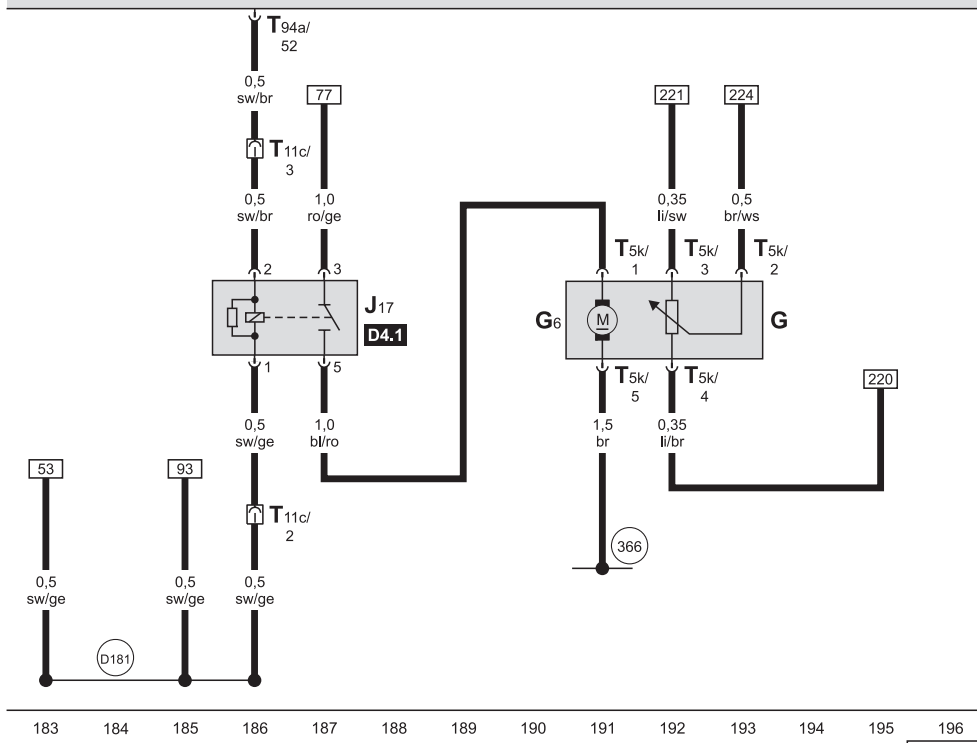 T94a/
52
0,5
sw/br
77
221
224
T11c/
3
0,5
sw/br
1,0
ro/ge
0,35
li/sw
0,5
br/ws
T5k/
1
T5k/
3
T5k/
2
2
3
J17
D4.1
G6
M
G
1
5
T5k/
5
T5k/
4
220
0,5
sw/ge
1,0
bl/ro
1,5
br
0,35
li/br
53
93
T11c/
2
366
0,5
sw/ge
0,5
sw/ge
0,5
sw/ge
D181
183 184 185 186 187 188 189 190 191 192 193 194 195 196